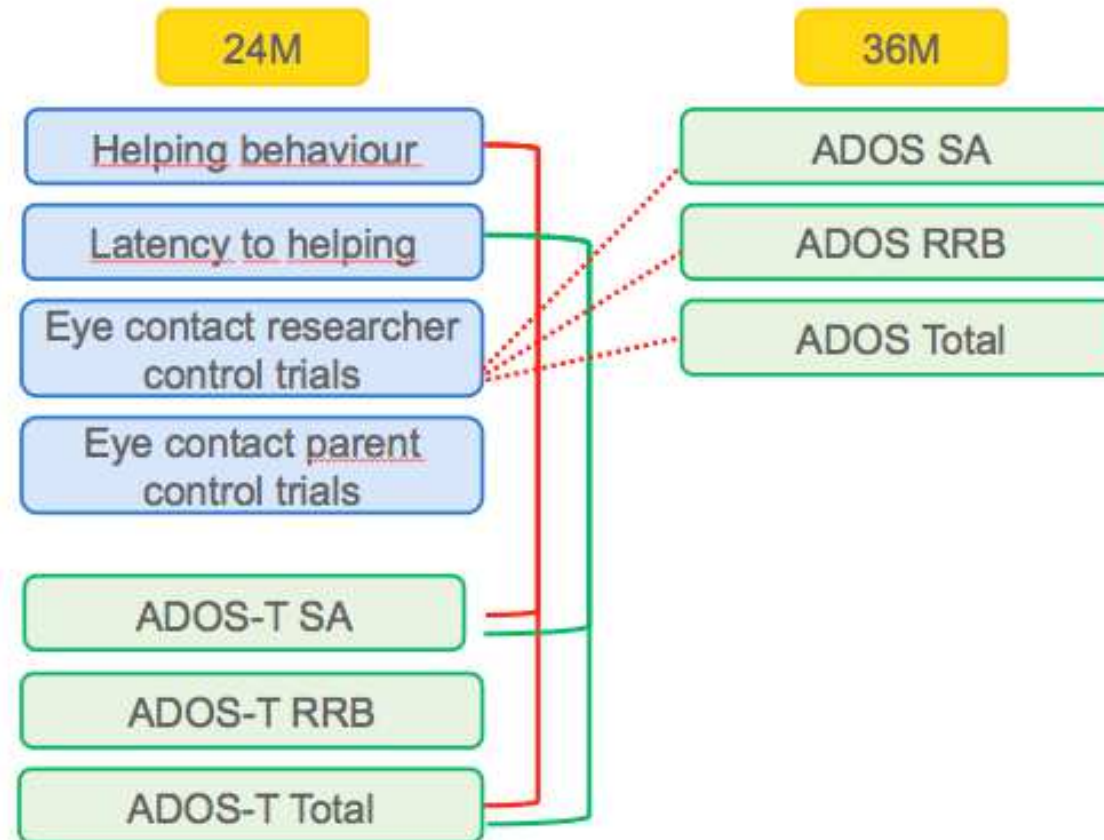 24M
36M
Helping behaviour
Latency to helping
Eye contact researcher
control trials
Eye contact parent
control trials
ADOS-T SA
ADOS-T RRB
ADOS-T Total
ADOS SA
ADOS RRB
ADOS Total